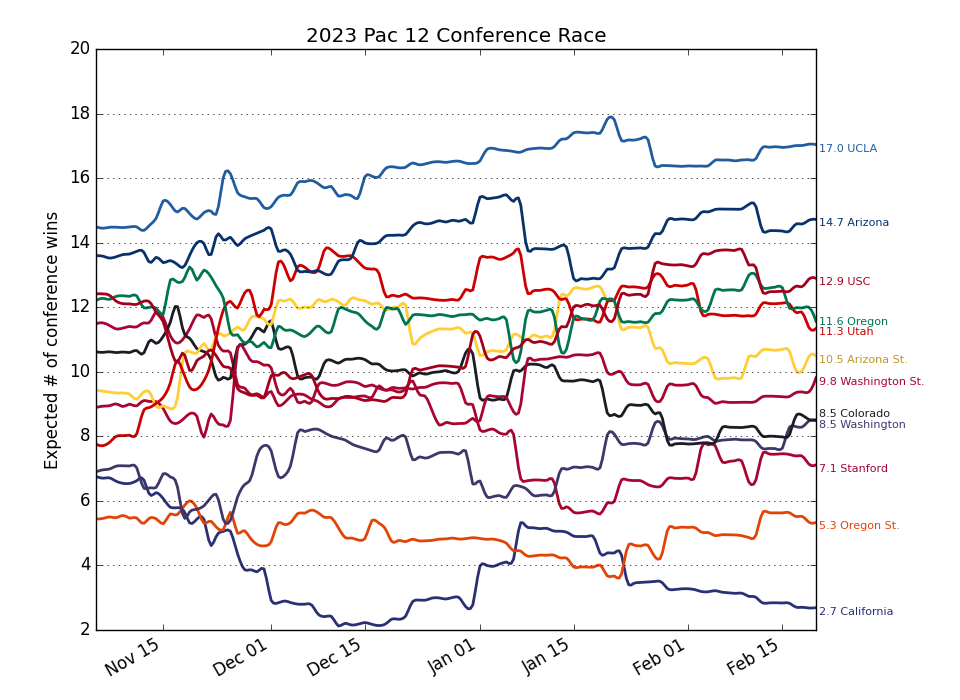 2023 Pac 12 Conference Race
Expected # of conference wins
20
18
16
14
12
10
8
6
4
2
17.0 UCLA
14.7 Arizona
12.9 USC
11.6 Oregon
11.3 Utah
10.5 Arizona St.
9.8 Washington St.
8.5 Colorado
8.5 Washington
7.1 Stanford
5.3 Oregon St.
2.7 California
Nov 15
Dec 01
Dec 15
Jan 01
Jan 15
Feb 01
Feb 15